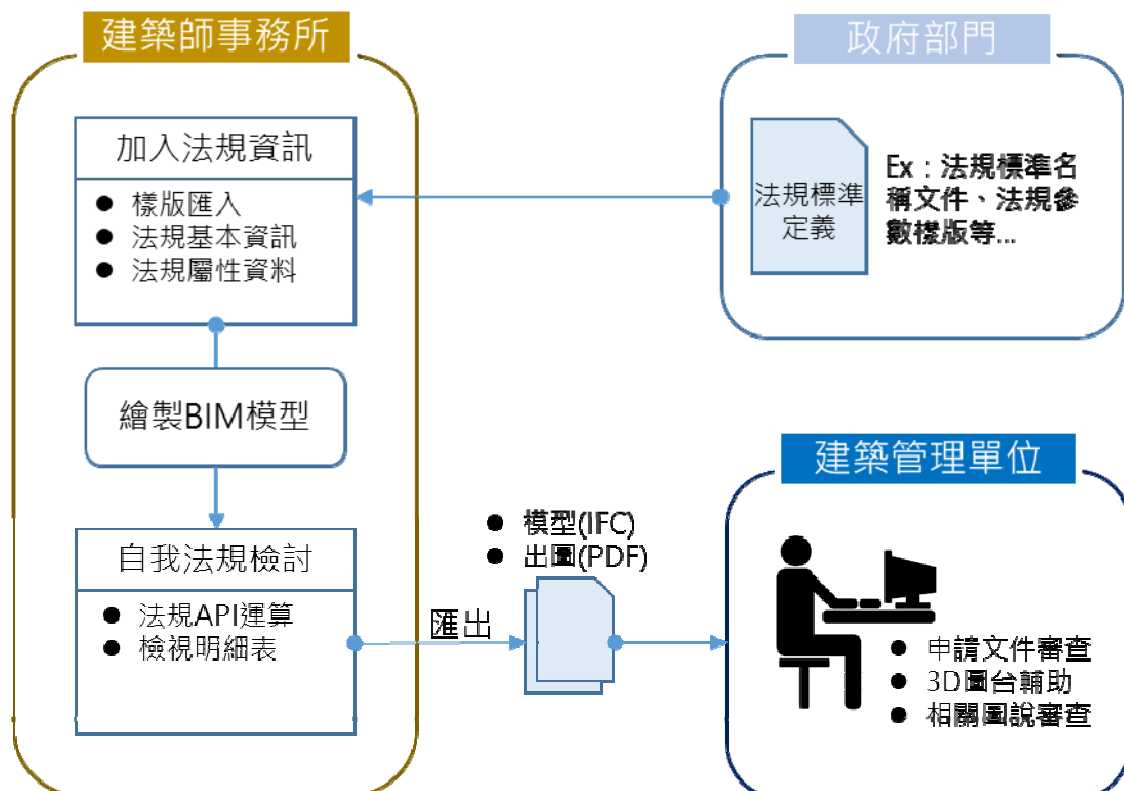 建築師事務所
加入法規資訊
● 樣版匯入
● 法規基本資訊
● 法規屬性資料
繪製BIM模型
自我法規檢討
● 法規API運算
● 檢視明細表
匯出
● 模型(IFC)
● 出圖(PDF)
政府部門
法規標準
定義
Ex：法規標準名
稱文件、法規參
數樣版等...
建築管理單位
● 申請文件審查
● 3D圖台輔助
● 相關圖說審查